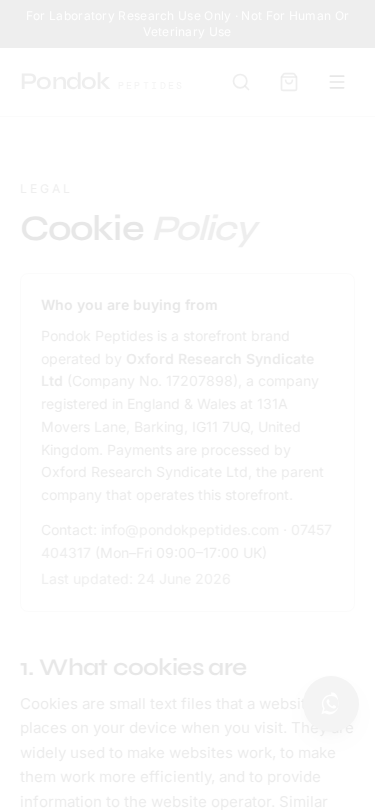 For Laboratory Research Use Only · Not For Human Or
Veterinary Use
Pondok PEPTIDES
LEGAL
Cookie Policy
Who you are buying from
Pondok Peptides is a storefront brand
operated by Oxford Research Syndicate
Ltd (Company No. 17207898), a company
registered in England & Wales at 131A
Movers Lane, Barking, IG11 7UQ, United
Kingdom. Payments are processed by
Oxford Research Syndicate Ltd, the parent
company that operates this storefront.
Contact: info@pondokpeptides.com · 07457
404317 (Mon–Fri 09:00–17:00 UK)
Last updated: 24 June 2026
1. What cookies are
Cookies are small text files that a
places on your device when you visit.
widely used to make websites work, to make
them work more efficiently, and to provide
information to the website operator. Similar